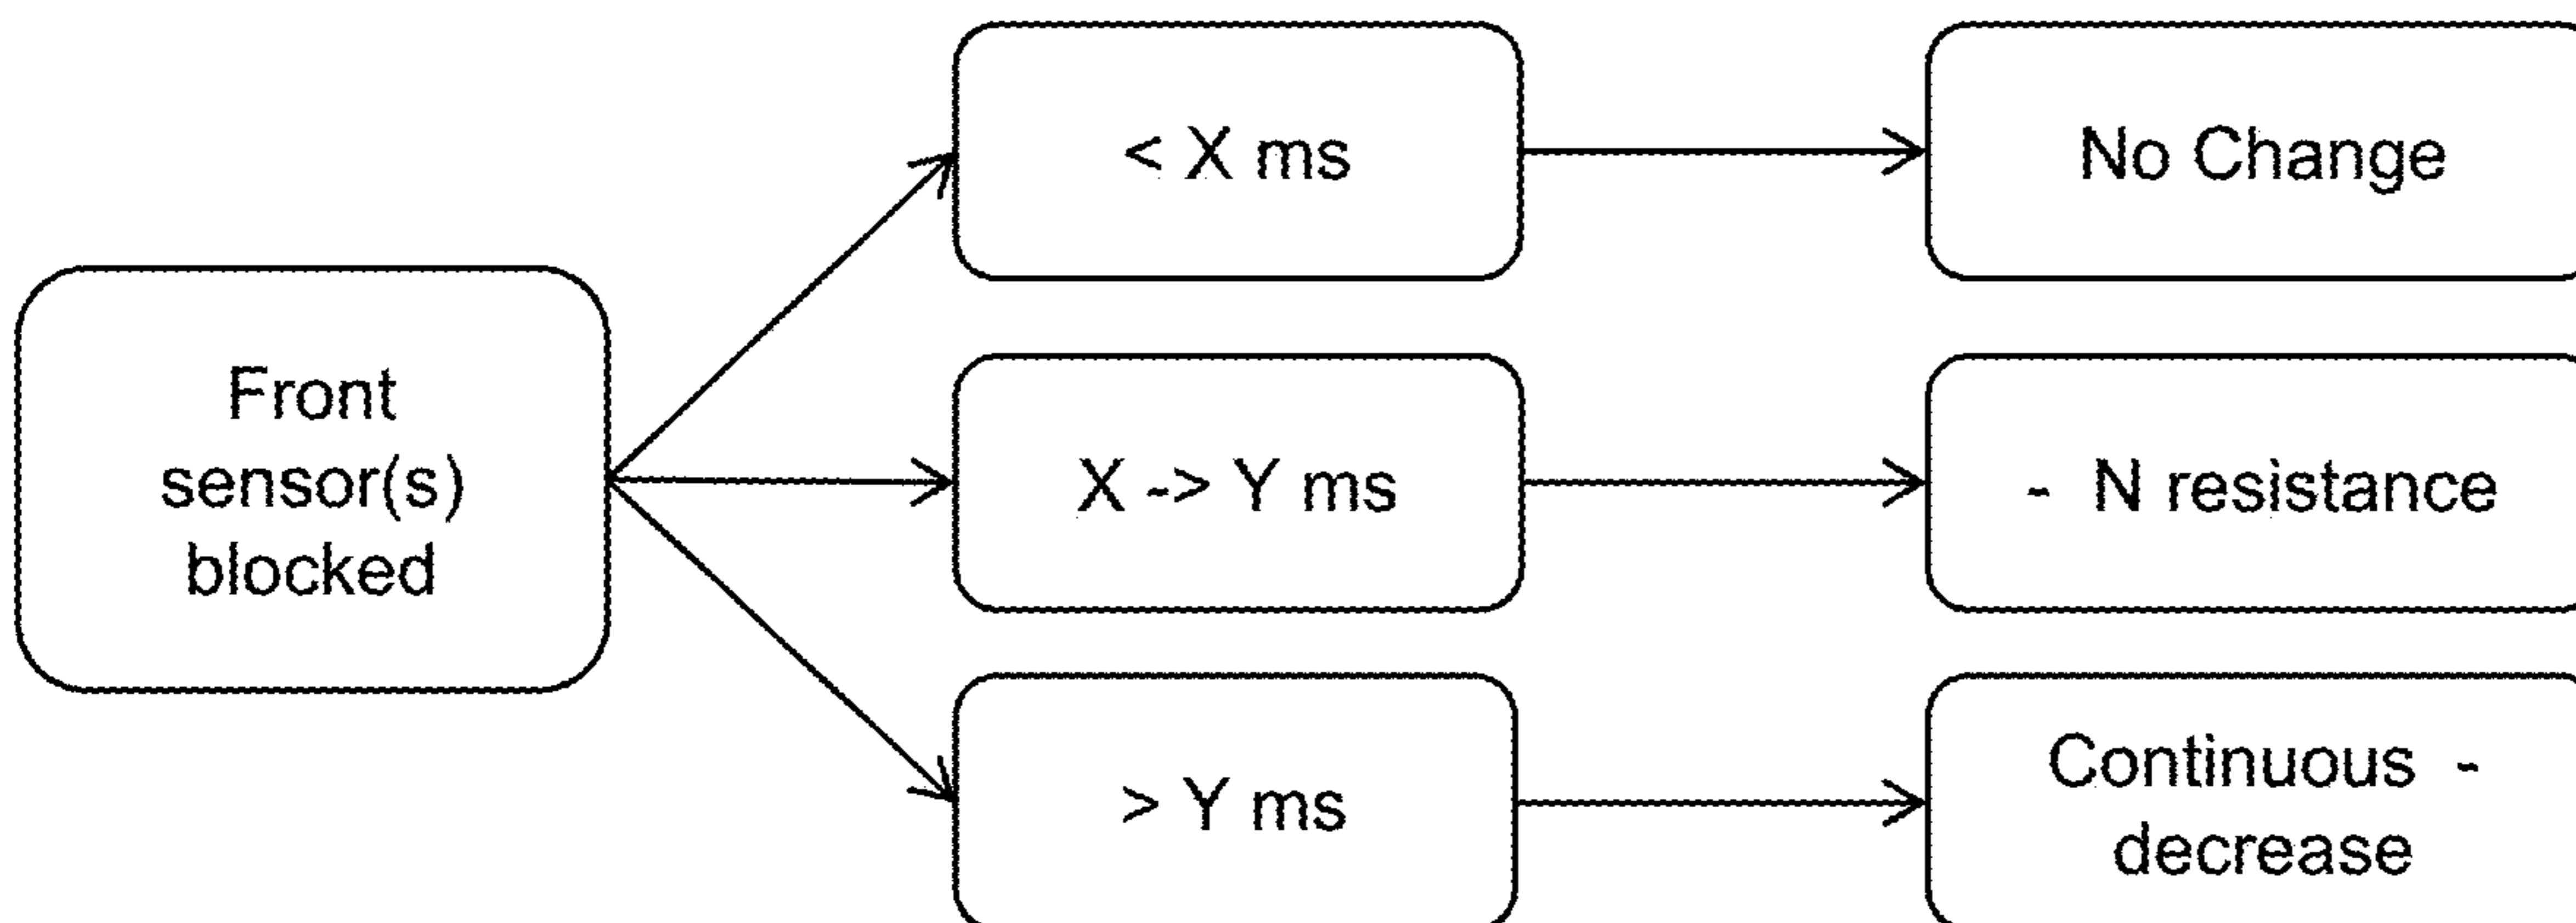 Front
sensor(s)
blocked
< X ms
No Change
X -> Y ms
- N resistance
> Y ms
Continuous -
decrease